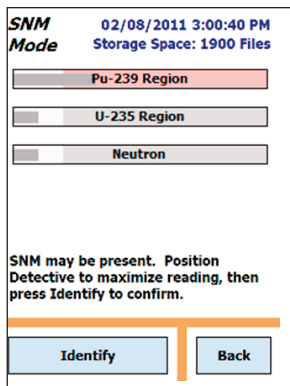 SNM 02/08/2011 3:00:40 PM
Mode Storage Space: 1900 Files
Pu-239 Region
U-235 Region
Neutron
SNM may be present. Position
Detective to maximize reading, then
press Identify to confirm.
Identify Back